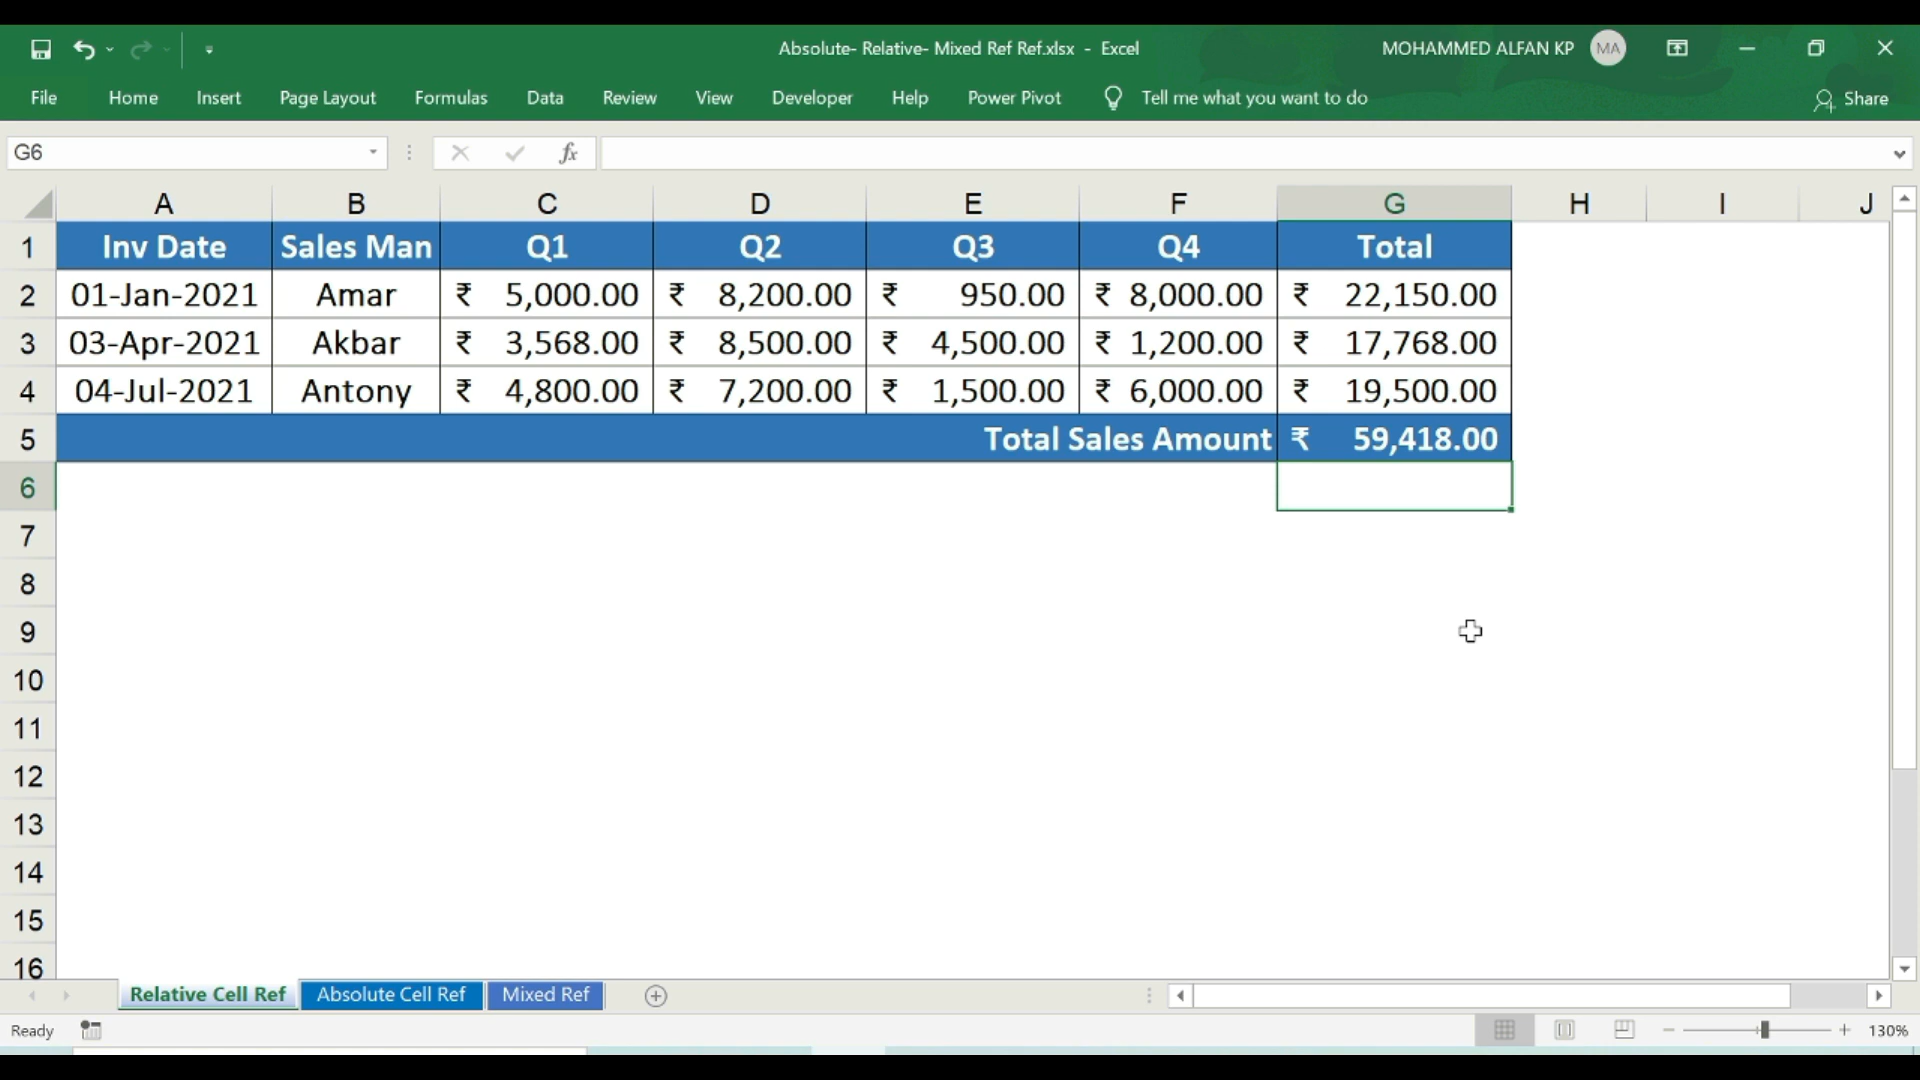 Absolute- Relative- Mixed Ref Ref.xlsx - Excel MOHAMMED ALFAN KP MA
File Home Insert Page Layout Formulas Data Review View Developer Help Power Pivot Tell me what you want to do Share
G6 fx
A B C D E F G H I J
1 Inv Date Sales Man Q1 Q2 Q3 Q4 Total
2 01-Jan-2021 Amar ₹ 5,000.00 ₹ 8,200.00 ₹ 950.00 ₹ 8,000.00 ₹ 22,150.00
3 03-Apr-2021 Akbar ₹ 3,568.00 ₹ 8,500.00 ₹ 4,500.00 ₹ 1,200.00 ₹ 17,768.00
4 04-Jul-2021 Antony ₹ 4,800.00 ₹ 7,200.00 ₹ 1,500.00 ₹ 6,000.00 ₹ 19,500.00
5 Total Sales Amount ₹ 59,418.00
6
7
8
9
10
11
12
13
14
15
16
Relative Cell Ref Absolute Cell Ref Mixed Ref
Ready 130%